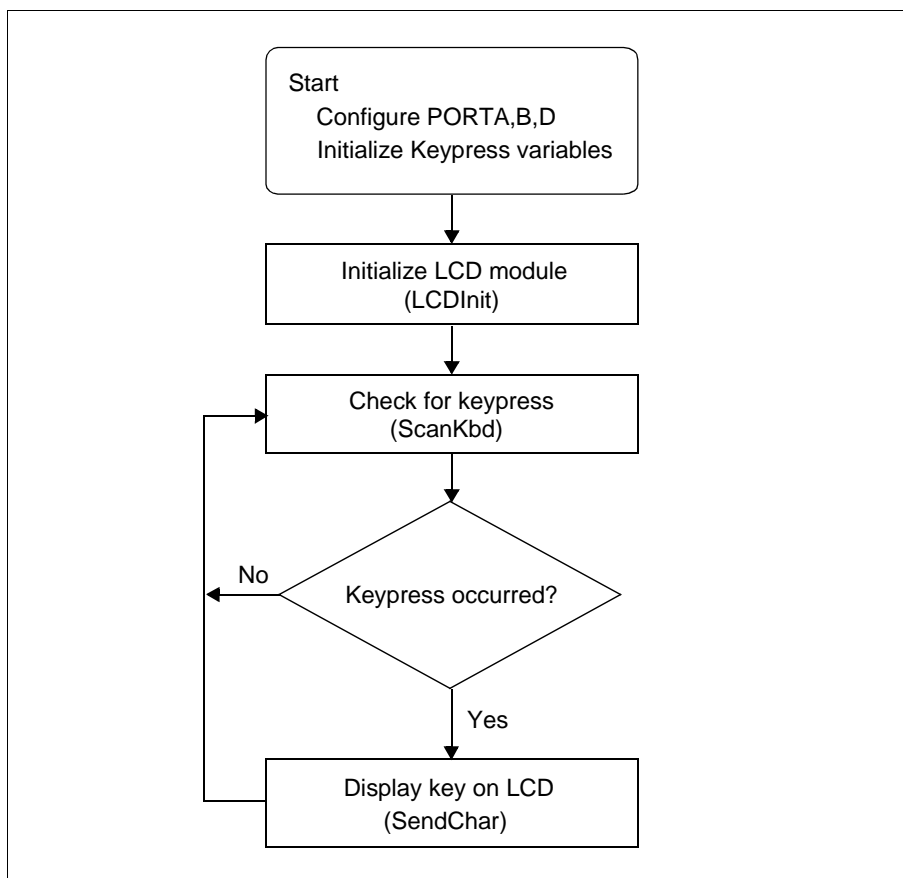 Start
Configure PORTA,B,D
Initialize Keypress variables
Initialize LCD module
(LCDInit)
Check for keypress
(ScanKbd)
No
Keypress occurred?
Yes
Display key on LCD
(SendChar)